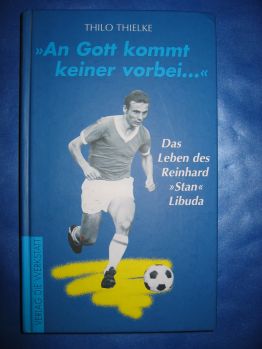 THILO THIELKE
»An Gott kommt
keiner vorbei...«
Das
Leben des
Reinhard
»Stan«
Libuda
VERLAG DIE WERKSTATT